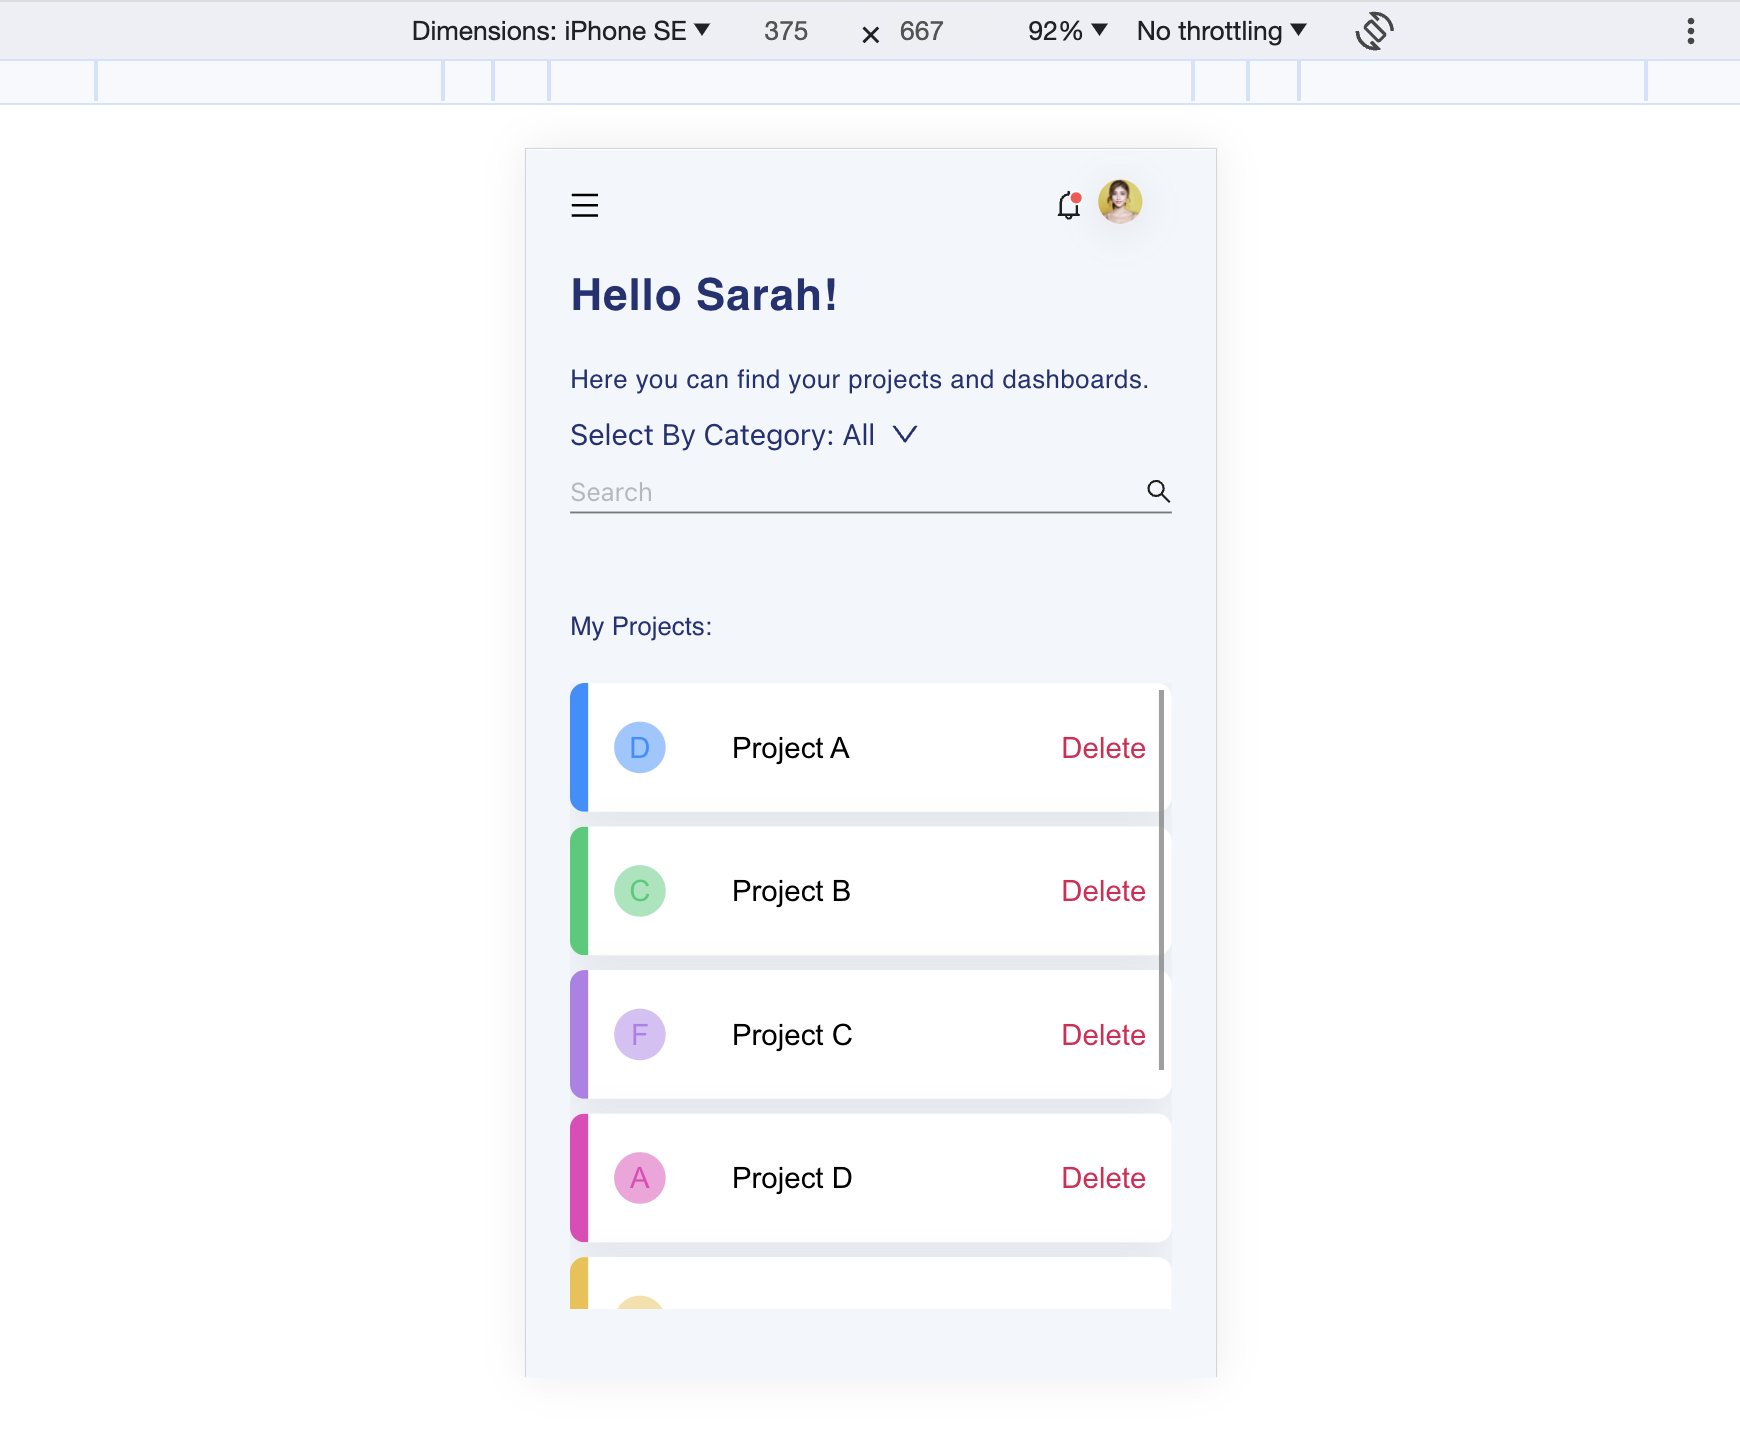 Dimensions: iPhone SE ▼ 375 × 667 92% ▼ No throttling ▼
Hello Sarah!
Here you can find your projects and dashboards.
Select By Category: All
Search
My Projects:
D Project A Delete
C Project B Delete
F Project C Delete
A Project D Delete